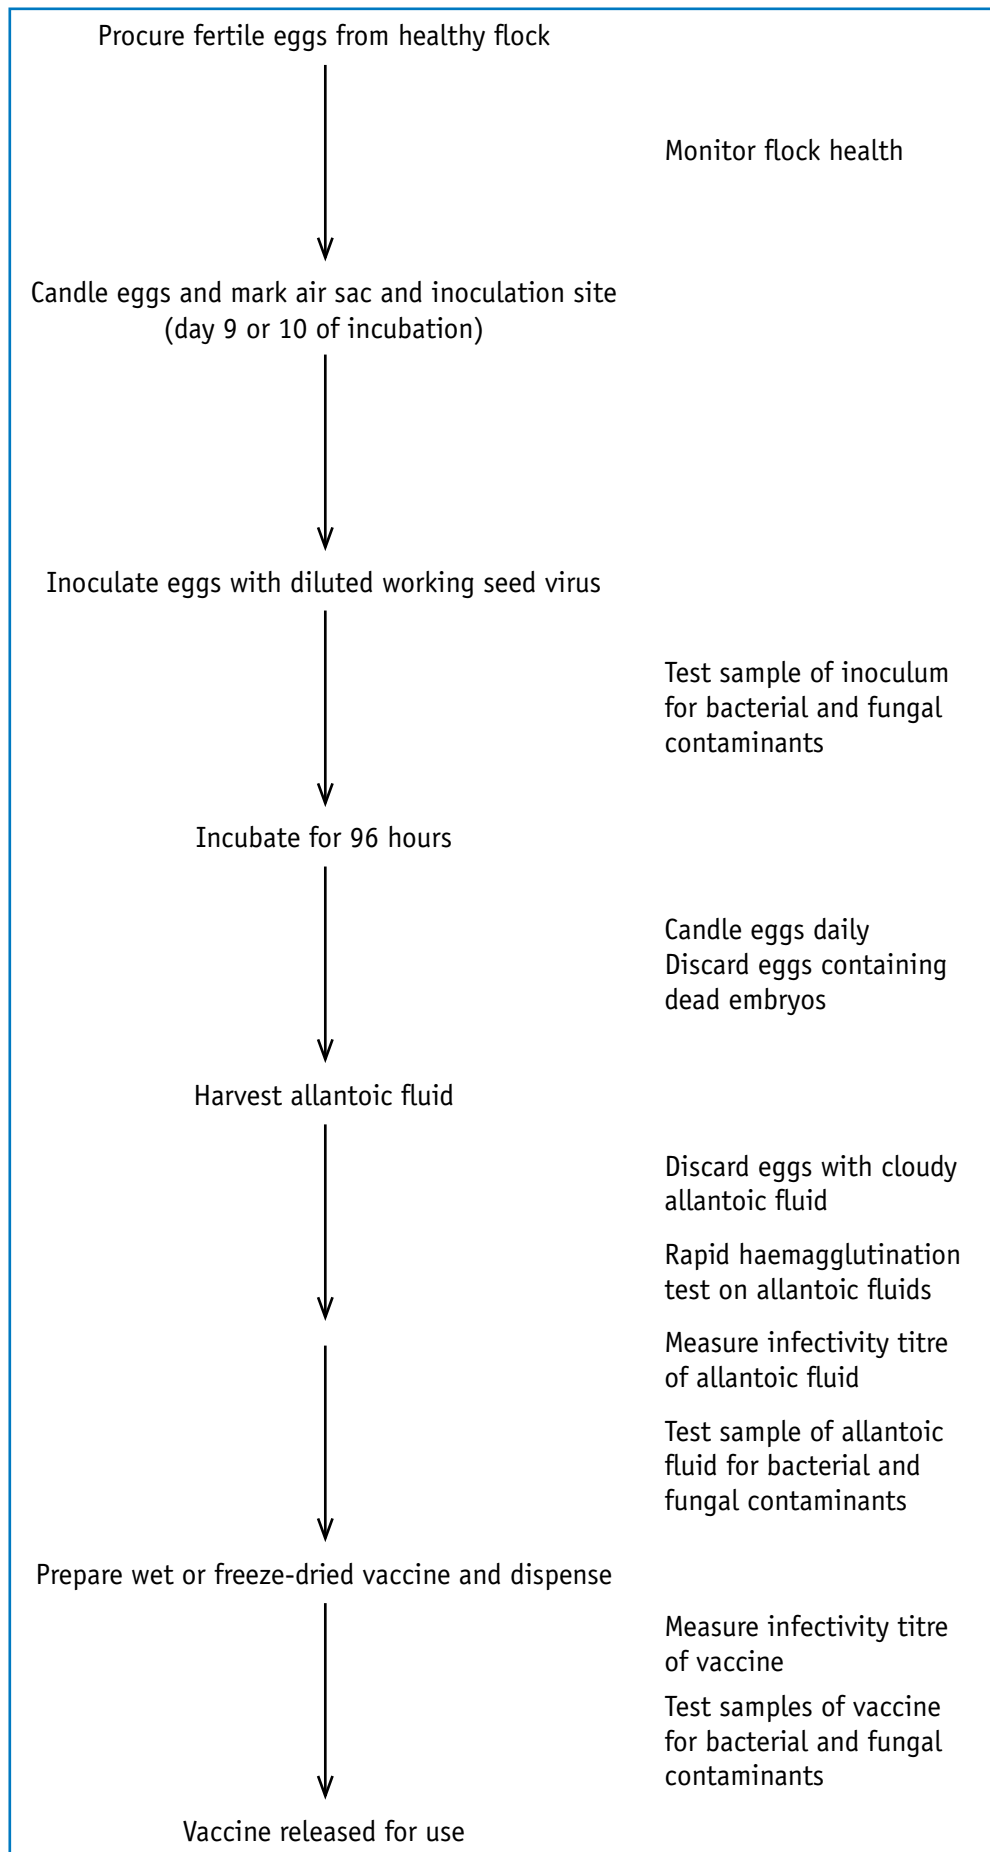 Procure fertile eggs from healthy flock
Monitor flock health
Candle eggs and mark air sac and inoculation site
(day 9 or 10 of incubation)
Inoculate eggs with diluted working seed virus
Test sample of inoculum
for bacterial and fungal
contaminants
Incubate for 96 hours
Candle eggs daily
Discard eggs containing
dead embryos
Harvest allantoic fluid
Discard eggs with cloudy
allantoic fluid
Rapid haemagglutination
test on allantoic fluids
Measure infectivity titre
of allantoic fluid
Test sample of allantoic
fluid for bacterial and
fungal contaminants
Prepare wet or freeze-dried vaccine and dispense
Measure infectivity titre
of vaccine
Test samples of vaccine
for bacterial and fungal
contaminants
Vaccine released for use